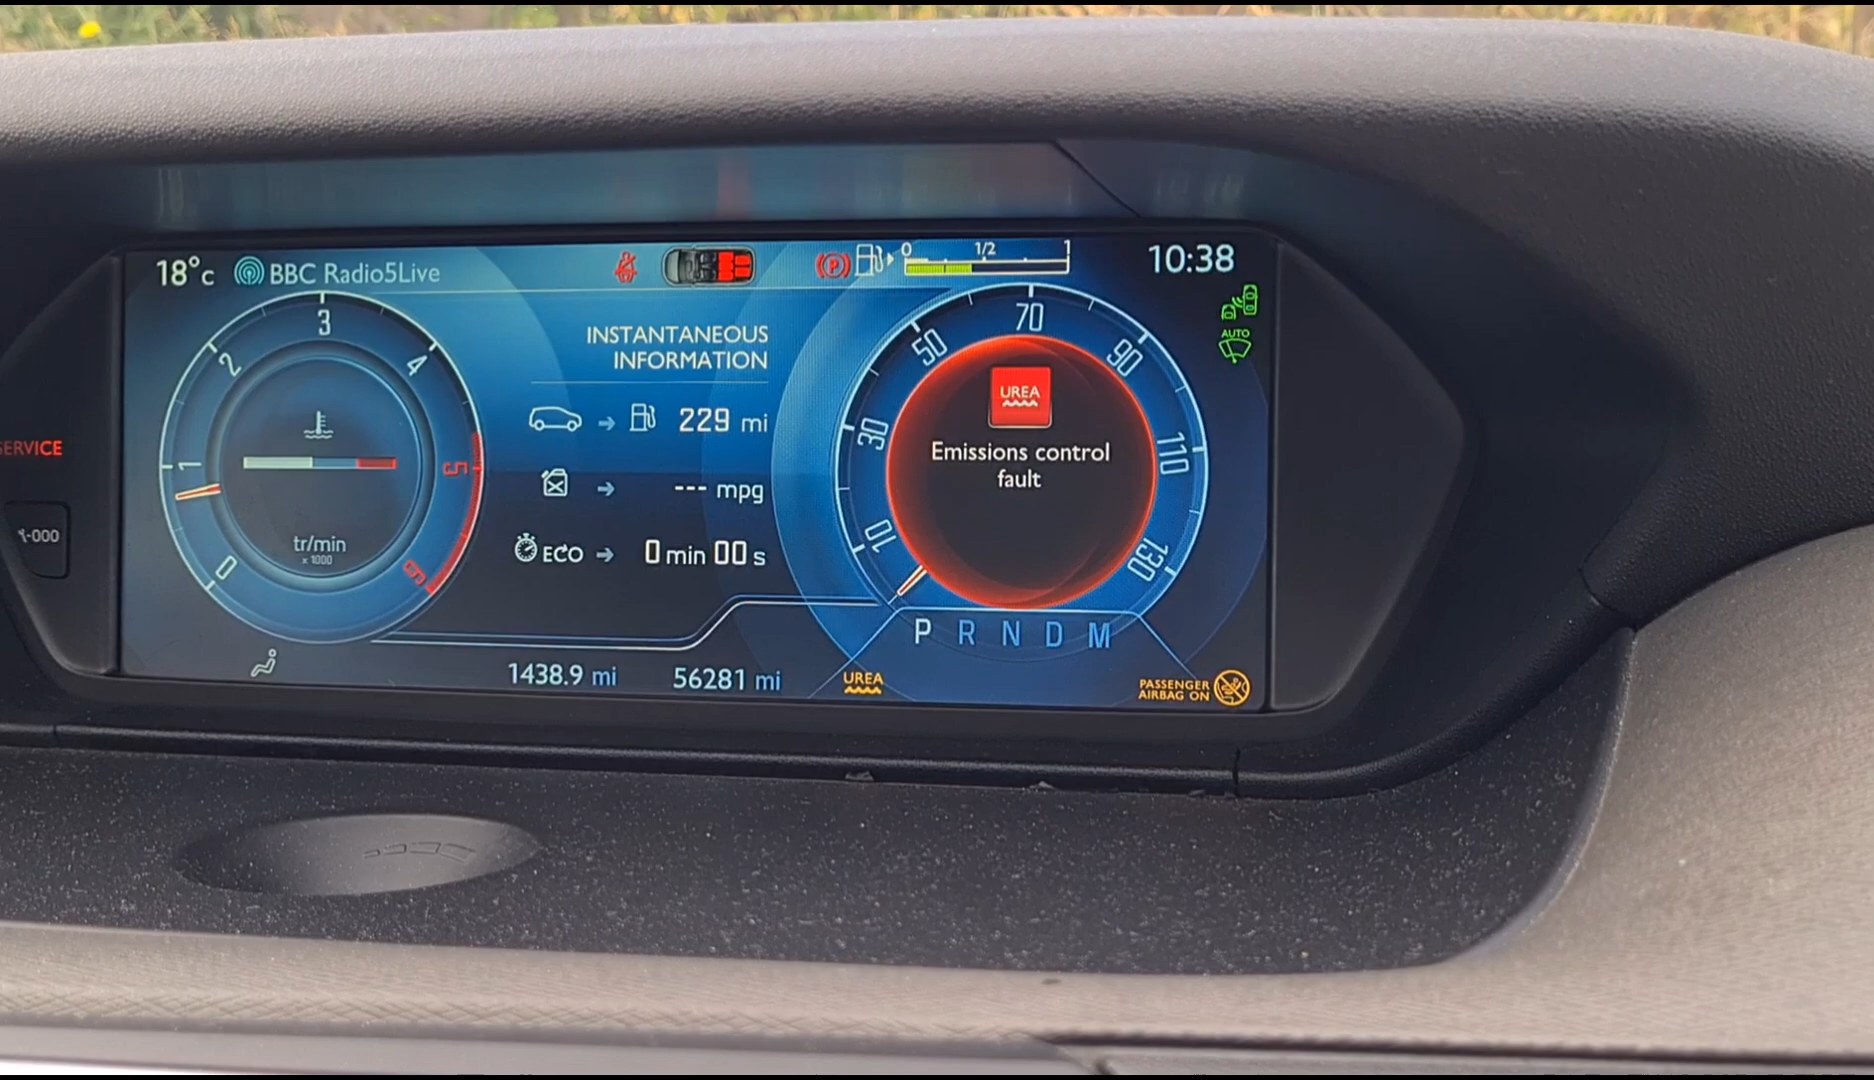 18°C BBC Radio5Live
0 1/2 1
10:38
AUTO
INSTANTANEOUS
INFORMATION
229 mi
--- mpg
ECO 0 min 00 s
0 1 2 3 4 5 6
tr/min
x 1000
SERVICE
-000
10 30 50 70 90 110 130
UREA
Emissions control
fault
P R N D M
1438.9 mi 56281 mi UREA
PASSENGER
AIRBAG ON